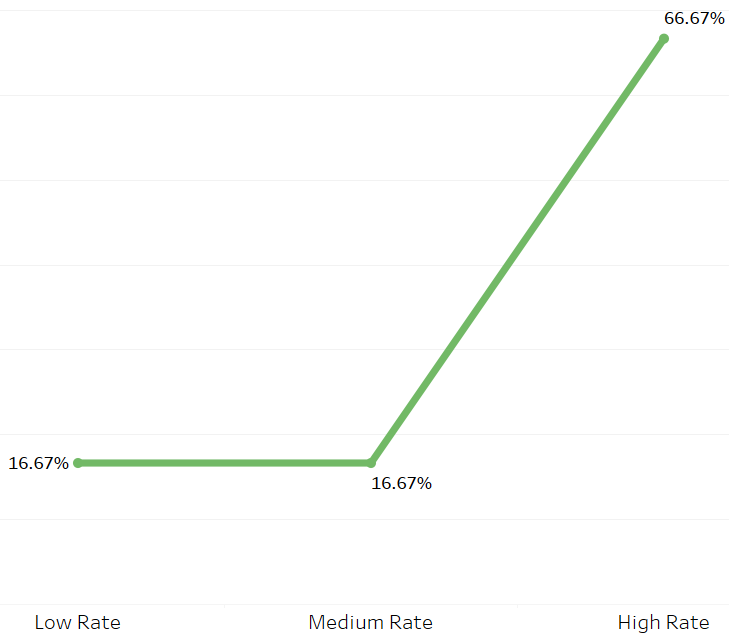 66.67%
16.67%
16.67%
Low Rate
Medium Rate
High Rate